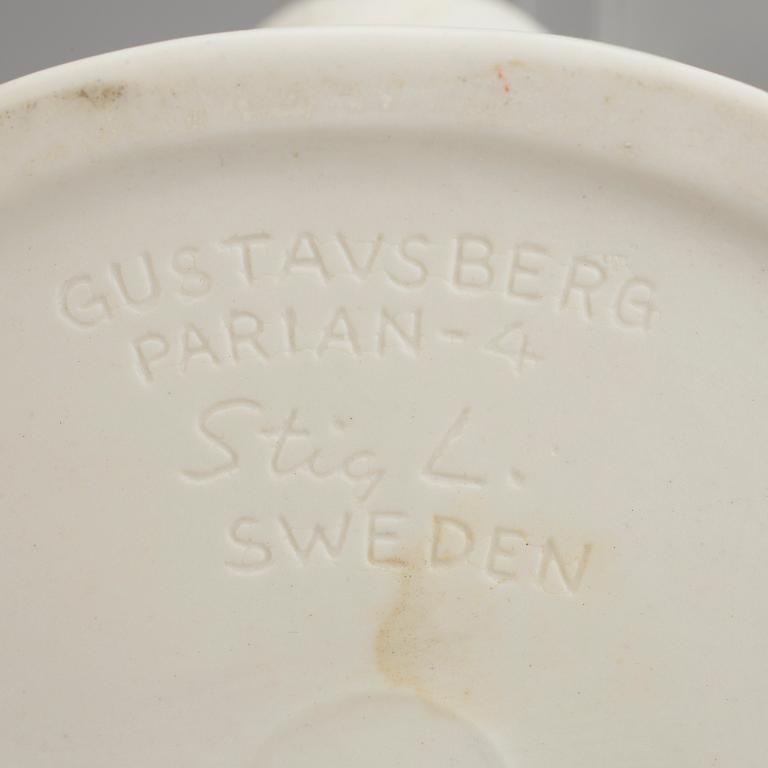 GUSTAVSBERG
PARIAN-4
Stig L.
SWEDEN